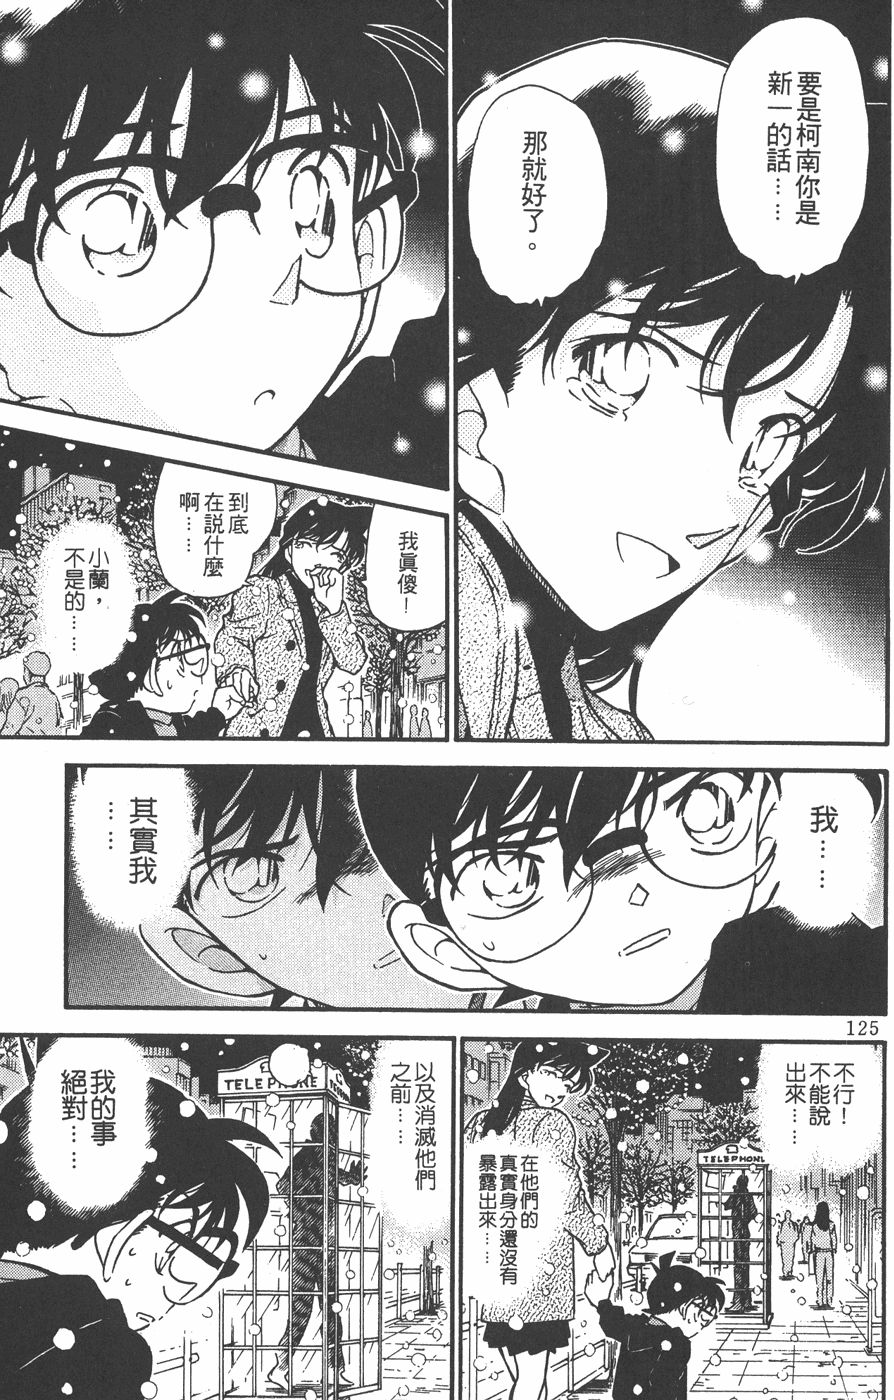 要是柯南你是
新一的話……
那就好了。
我真傻！
到底
在說什麼
啊……
小蘭，
不是的……
我……
其實我
……
125
不行！
不能說
出來……
TELEPHONE
在他們的
真實身分還沒有
暴露出來……
以及消滅他們
之前……
TELEPHONE
我的事
絕對……